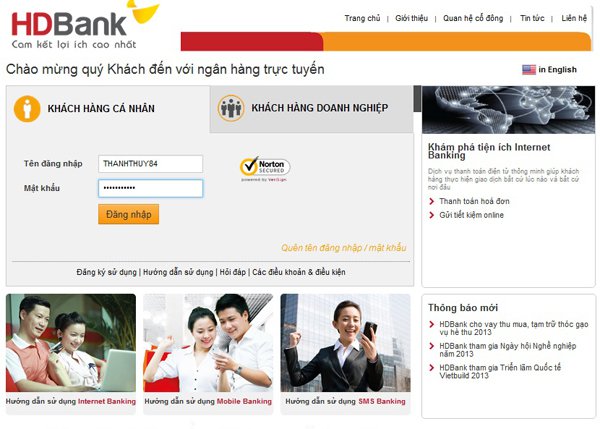 HDBank
Cam kết lợi ích cao nhất
Trang chủ | Giới thiệu | Quan hệ cổ đông | Tin tức | Liên hệ
Chào mừng quý Khách đến với ngân hàng trực tuyến
in English
KHÁCH HÀNG CÁ NHÂN
KHÁCH HÀNG DOANH NGHIỆP
Tên đăng nhập
THANHTHUY84
Mật khẩu
•••••••••••
Đăng nhập
Norton
SECURED
powered by VeriSign
Quên tên đăng nhập / mật khẩu
Đăng ký sử dụng | Hướng dẫn sử dụng | Hỏi đáp | Các điều khoản & điều kiện
Khám phá tiện ích Internet
Banking
Dịch vụ thanh toán điện tử thông minh giúp khách
hàng thực hiện giao dịch bất cứ lúc nào và bất cứ
nơi đâu
Thanh toán hoá đơn
Gửi tiết kiệm online
Hướng dẫn sử dụng Internet Banking
Hướng dẫn sử dụng Mobile Banking
Hướng dẫn sử dụng SMS Banking
Thông báo mới
HDBank cho vay thu mua, tạm trữ thóc gạo
vụ hè thu 2013
HDBank tham gia Ngày hội Nghề nghiệp
năm 2013
HDBank tham gia Triển lãm Quốc tế
Vietbuild 2013